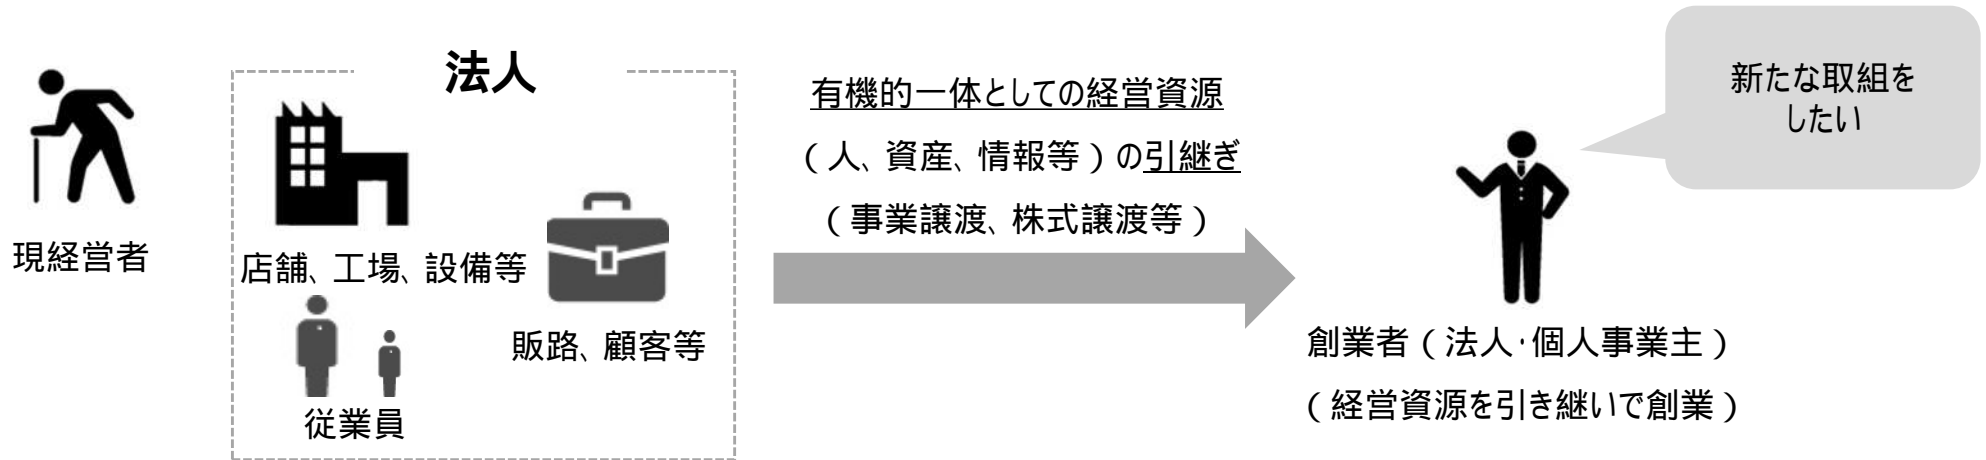 現経営者
法人
店舗、工場、設備等
販路、顧客等
従業員
有機的一体としての経営資源
(人、資産、情報等)の引継ぎ
(事業譲渡、株式譲渡等)
新たな取組を
したい
創業者(法人・個人事業主)
(経営資源を引き継いで創業)